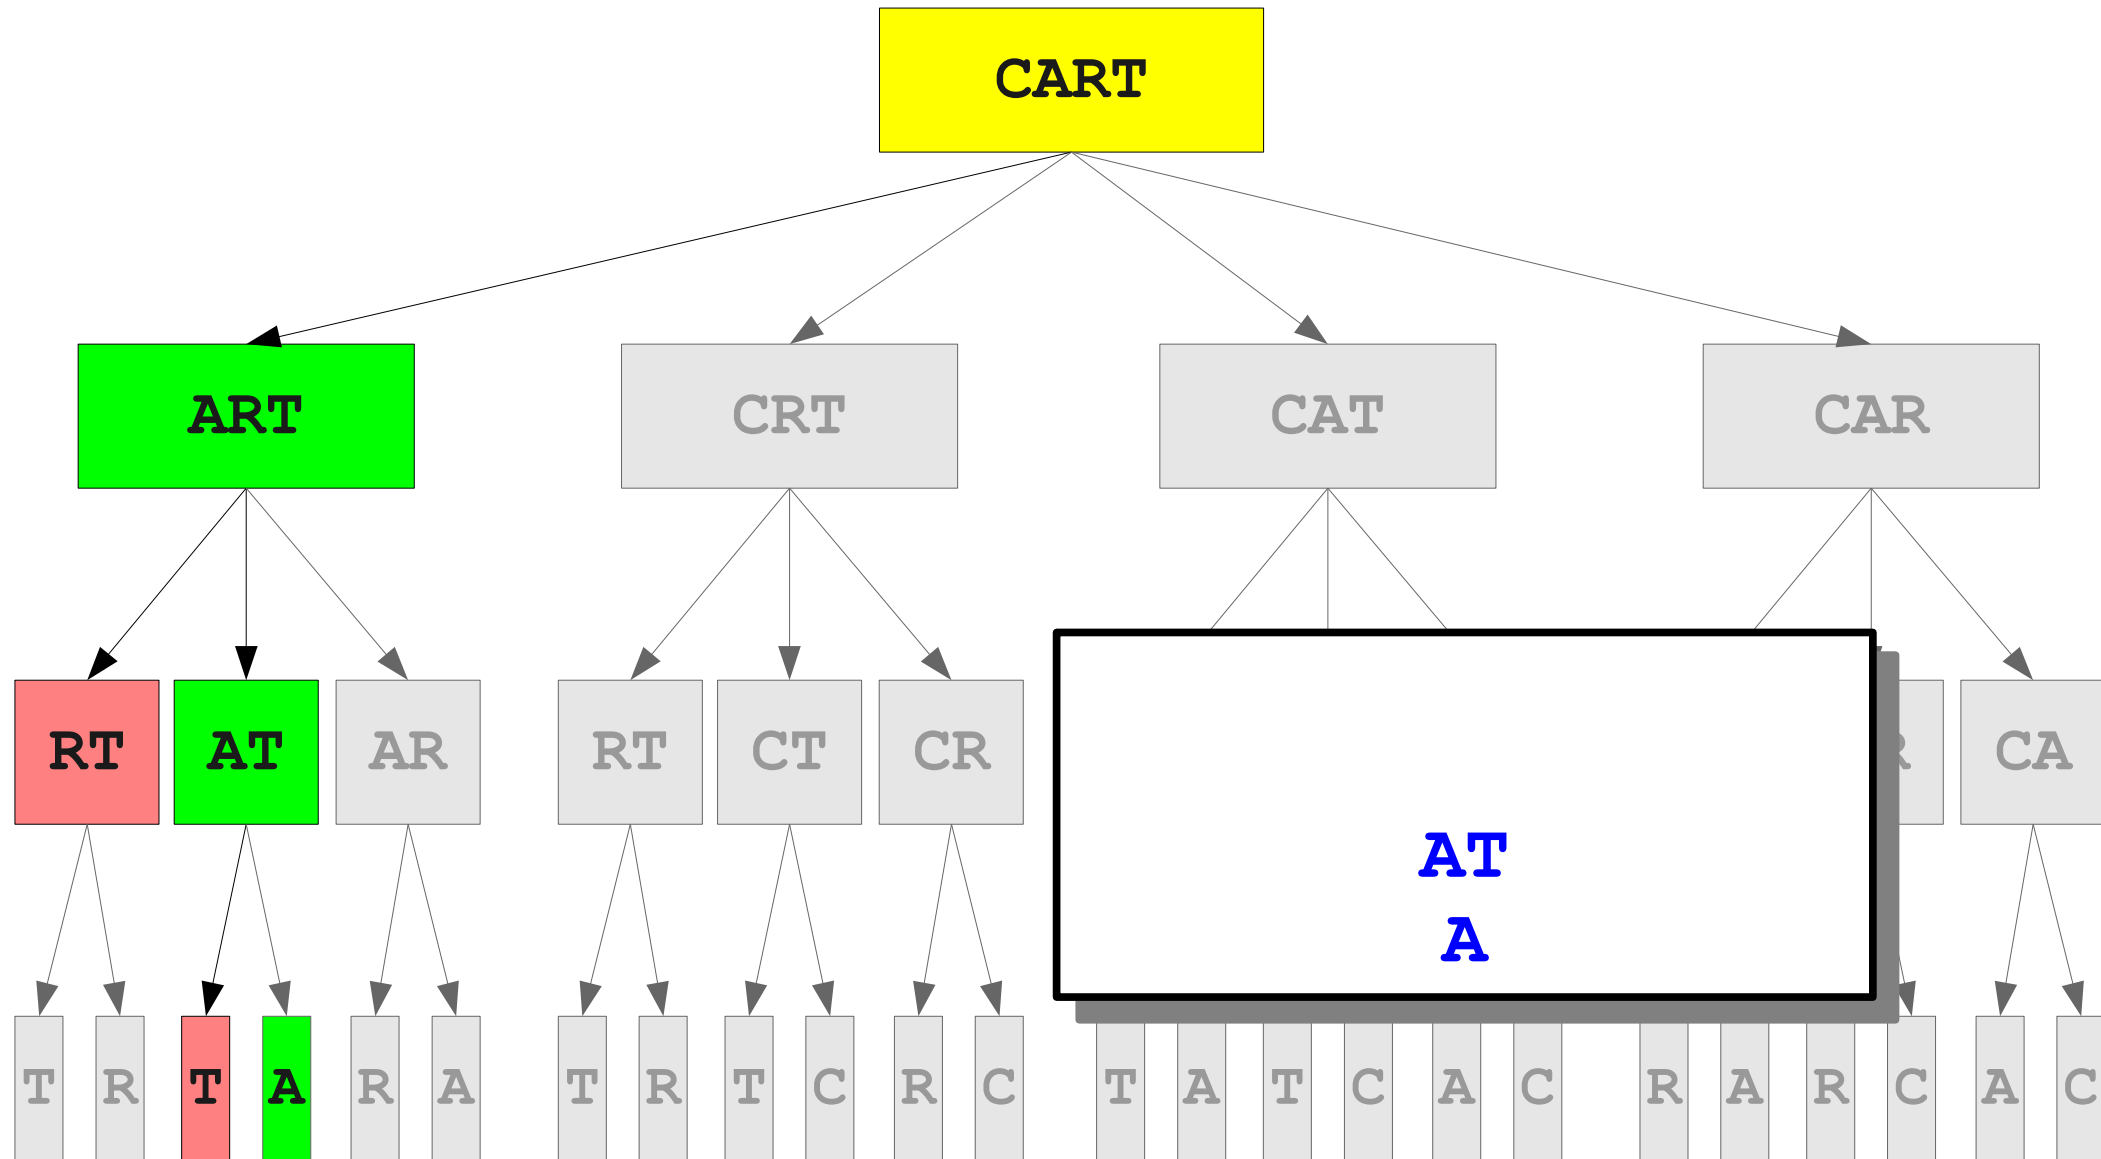 CART
ART CRT CAT CAR
RT AT AR RT CT CR CA
AT
A
T R T A R A T R T C R C T A T C A C R A R C A C